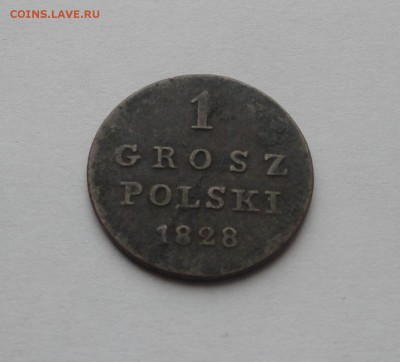 COINS.LAVE.RU
1
GROSZ
POLSKI
1828